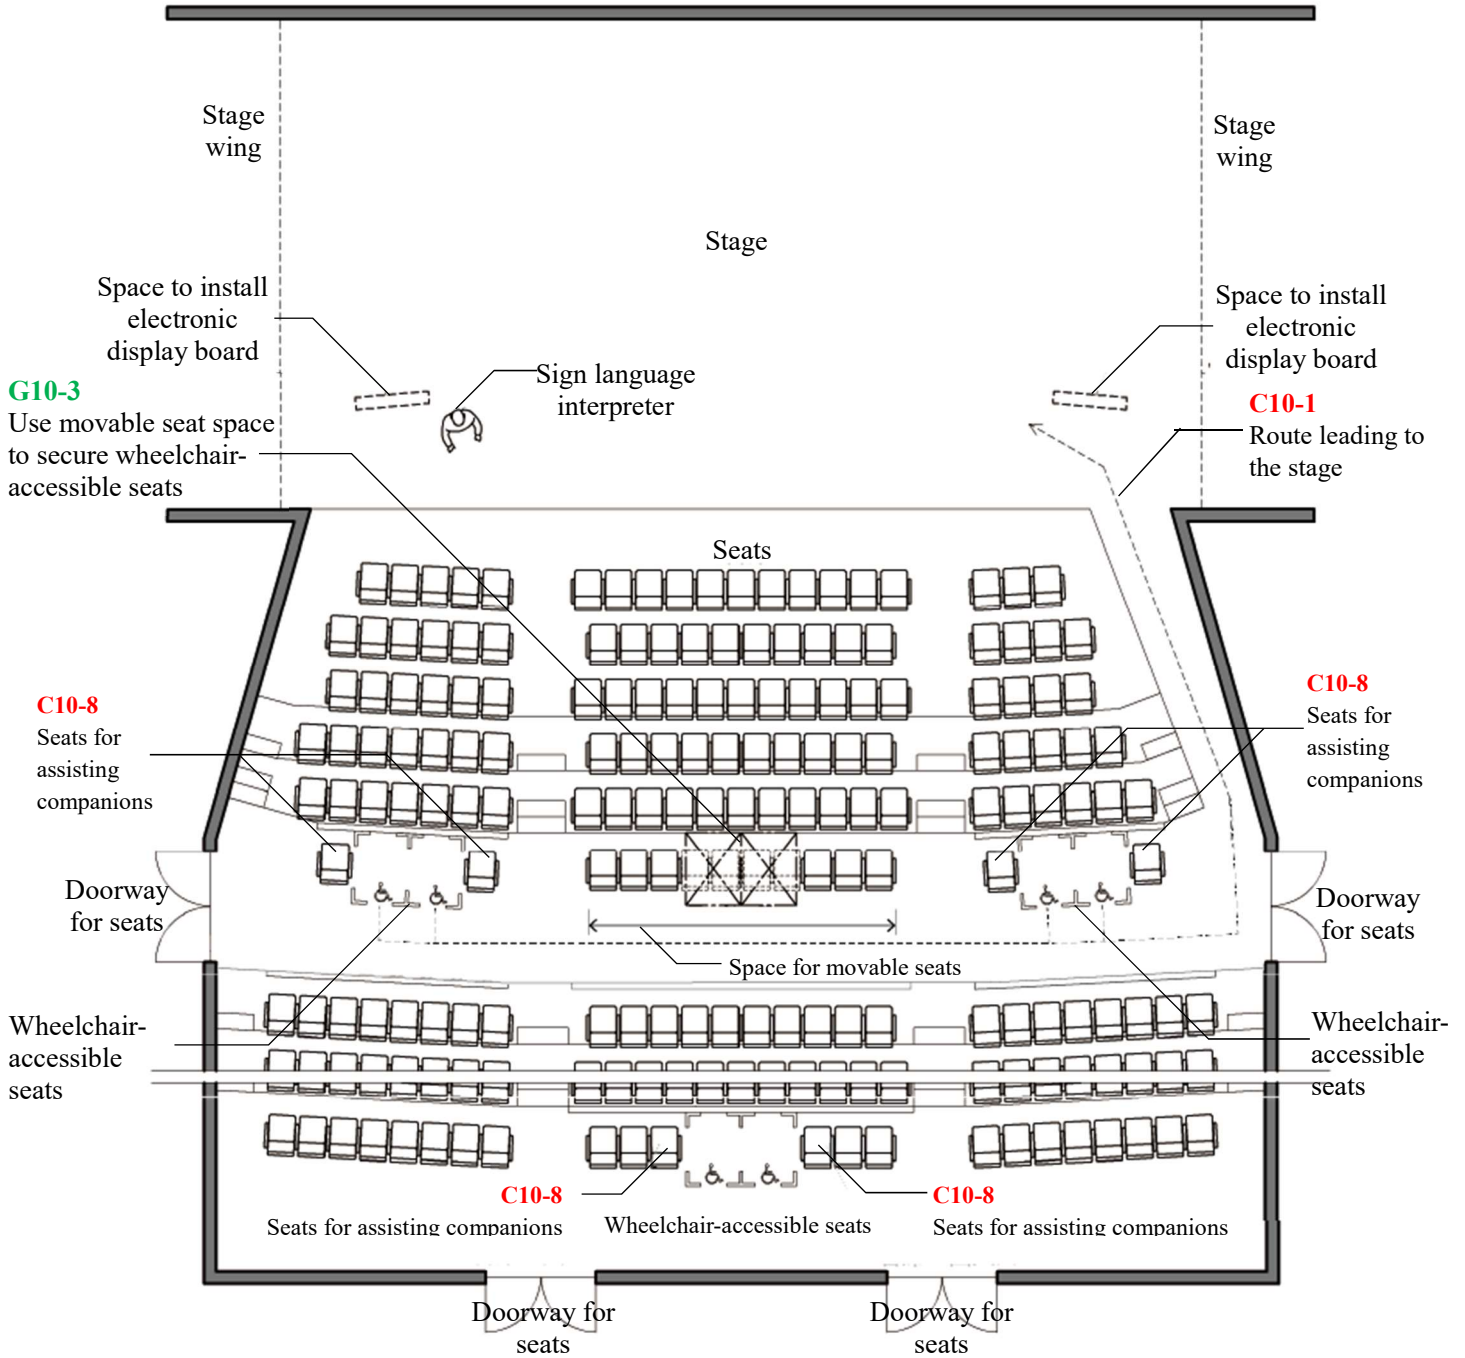 Stage
wing
Stage
wing
Stage
Space to install
electronic
display board
Space to install
electronic
display board
G10-3
Use movable seat space
to secure wheelchair-
accessible seats
Sign language
interpreter
C10-1
Route leading to
the stage
Seats
C10-8
Seats for
assisting
companions
C10-8
Seats for
assisting
companions
Doorway
for seats
Doorway
for seats
Space for movable seats
Wheelchair-
accessible
seats
Wheelchair-
accessible
seats
C10-8
Seats for assisting companions
Wheelchair-accessible seats
C10-8
Seats for assisting companions
Doorway for
seats
Doorway for
seats